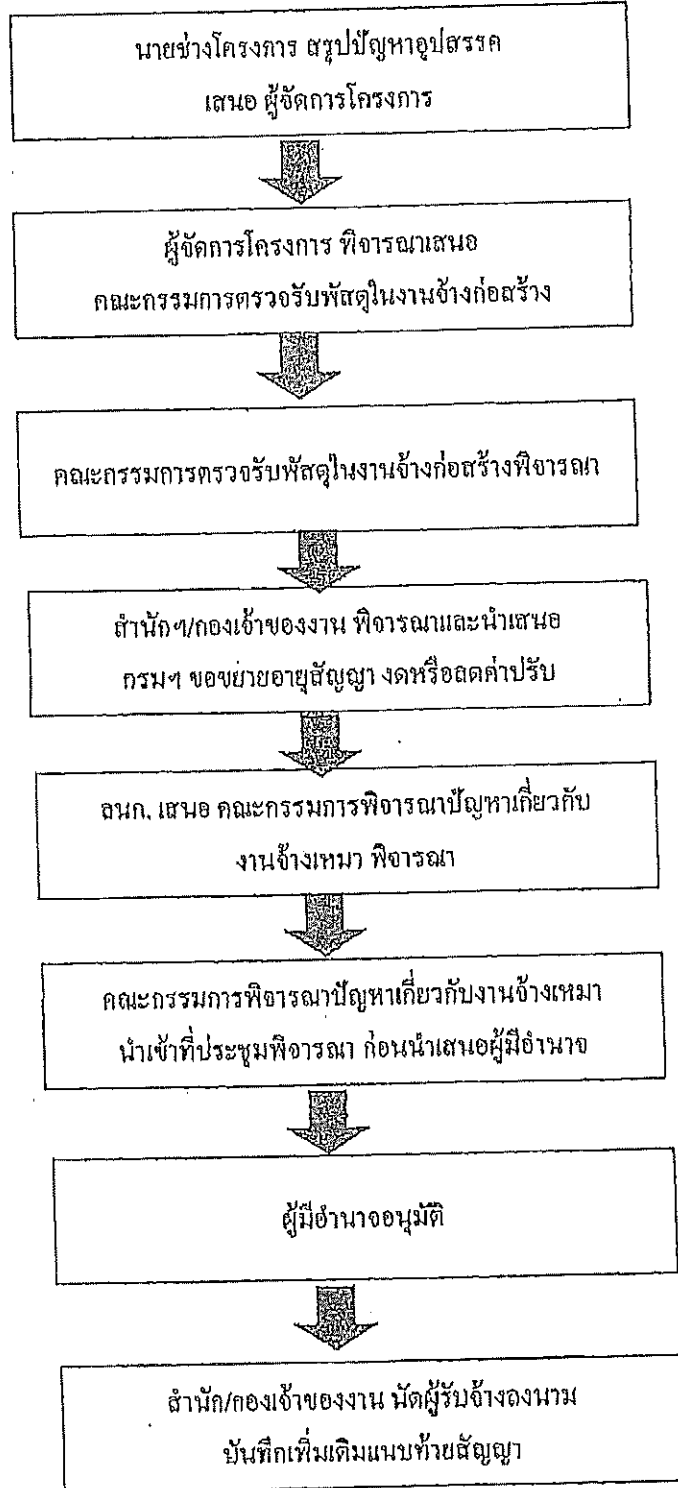 นายช่างโครงการ สรุปปัญหาอุปสรรค
เสนอ ผู้จัดการโครงการ
ผู้จัดการโครงการ พิจารณาเสนอ
คณะกรรมการตรวจรับพัสดุในงานจ้างก่อสร้าง
คณะกรรมการตรวจรับพัสดุในงานจ้างก่อสร้างพิจารณา
สำนักฯ/กองเจ้าของงาน พิจารณาและนำเสนอ
กรมฯ ขอขยายอายุสัญญา งดหรือลดค่าปรับ
ลนก. เสนอ คณะกรรมการพิจารณาปัญหาเกี่ยวกับ
งานจ้างเหมา พิจารณา
คณะกรรมการพิจารณาปัญหาเกี่ยวกับงานจ้างเหมา
นำเข้าที่ประชุมพิจารณา ก่อนนำเสนอผู้มีอำนาจ
ผู้มีอำนาจอนุมัติ
สำนัก/กองเจ้าของงาน นัดผู้รับจ้างลงนาม
บันทึกเพิ่มเติมแนบท้ายสัญญา